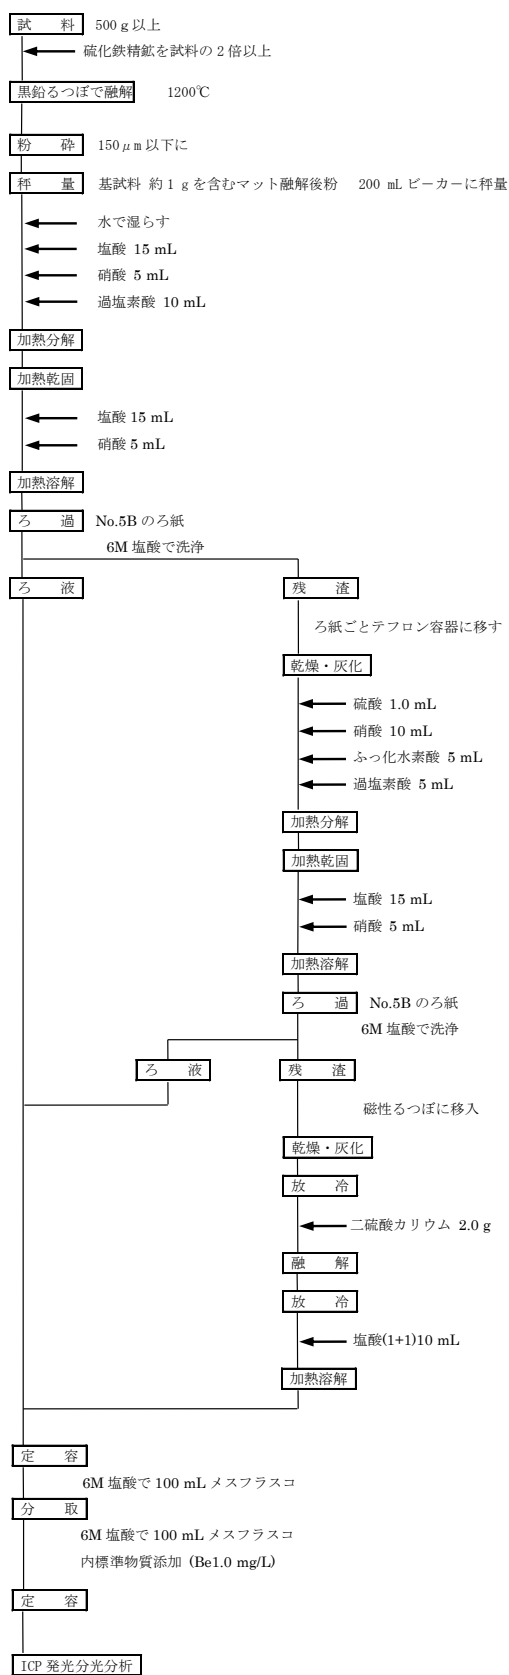 試　料　500ｇ以上
硫化鉄精鉱を試料の2倍以上
黒鉛るつぼで融解　1200℃
粉　砕　150μm以下に
秤　量　基試料 約1 gを含むマット融解後粉　200 mLビーカーに秤量
水で湿らす
塩酸 15 mL
硝酸 5 mL
過塩素酸 10 mL
加熱分解
加熱乾固
塩酸 15 mL
硝酸 5 mL
加熱溶解
ろ　過　No.5B のろ紙
6M 塩酸で洗浄
ろ　液　残　渣
ろ紙ごとテフロン容器に移す
乾燥・灰化
硫酸 1.0 mL
硝酸 10 mL
ふっ化水素酸 5 mL
過塩素酸 5 mL
加熱分解
加熱乾固
塩酸 15 mL
硝酸 5 mL
加熱溶解
ろ　過　No.5B のろ紙
6M 塩酸で洗浄
ろ　液　残　渣
磁性るつぼに移入
乾燥・灰化
放　冷
二硫酸カリウム 2.0 g
融　解
放　冷
塩酸(1+1)10 mL
加熱溶解
定　容
6M 塩酸で 100 mL メスフラスコ
分　取
6M 塩酸で 100 mL メスフラスコ
内標準物質添加 (Be1.0 mg/L)
定　容
ICP 発光分光分析